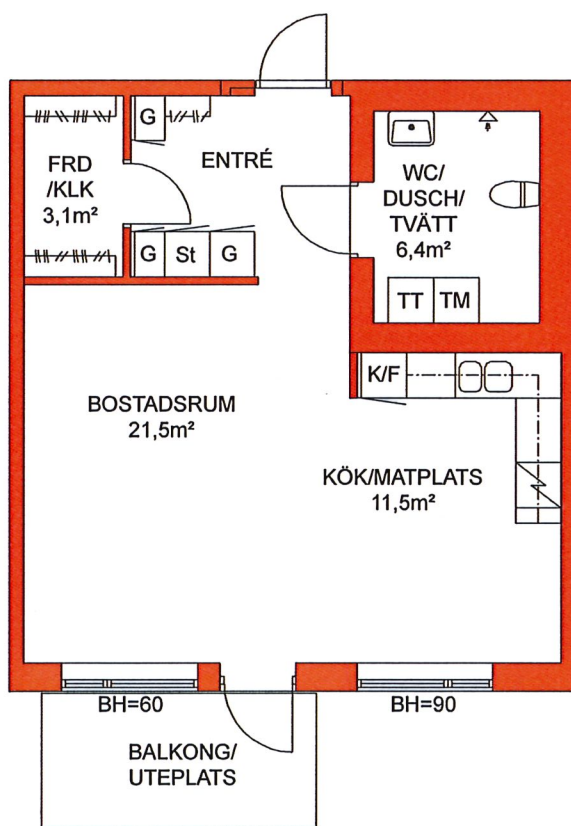 G
ENTRÉ
FRD
/KLK
3,1m²
WC/
DUSCH/
TVÄTT
6,4m²
G
St
G
TT
TM
K/F
BOSTADSRUM
21,5m²
KÖK/MATPLATS
11,5m²
BH=60
BH=90
BALKONG/
UTEPLATS